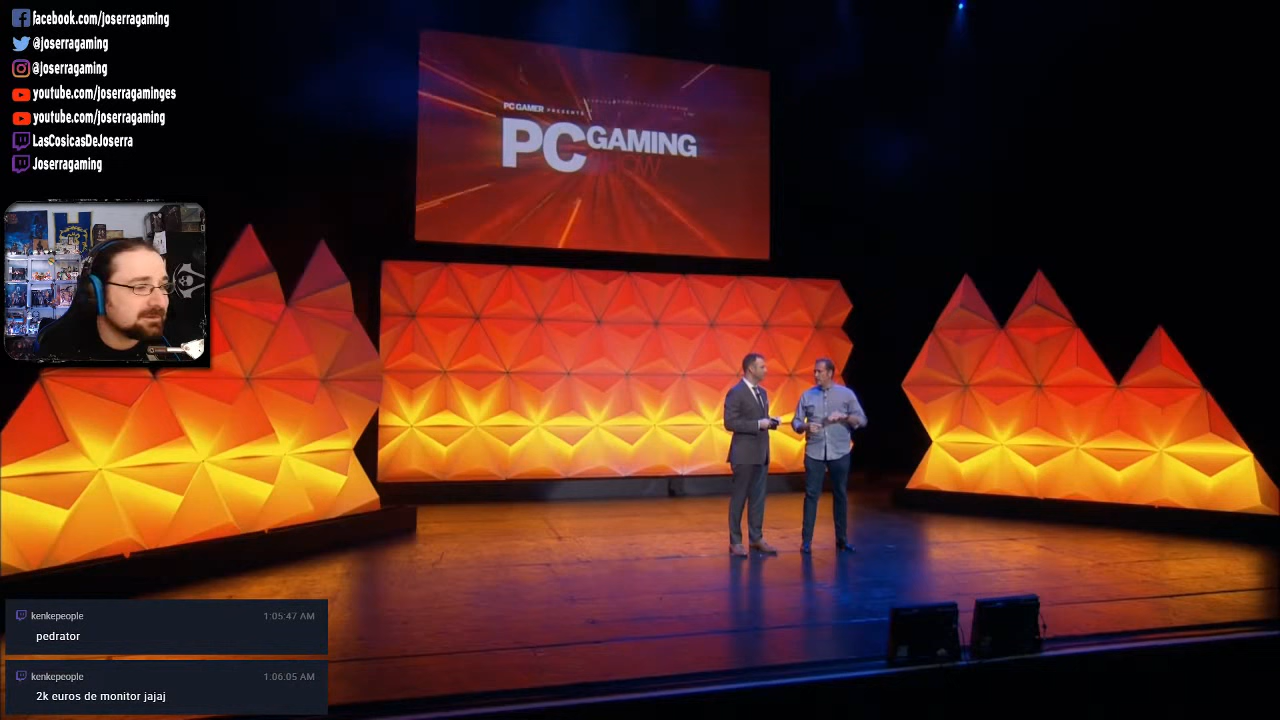 facebook.com/joserragaming
@joserragaming
@joserragaming
youtube.com/joserragaminges
youtube.com/joserragaming
LasCosicasDeJoserra
Joserragaming
PC GAMER PRESENTS
PC GAMING
SHOW
kenkepeople 1:05:47 AM
pedrator
kenkepeople 1:06:05 AM
2k euros de monitor jajaj